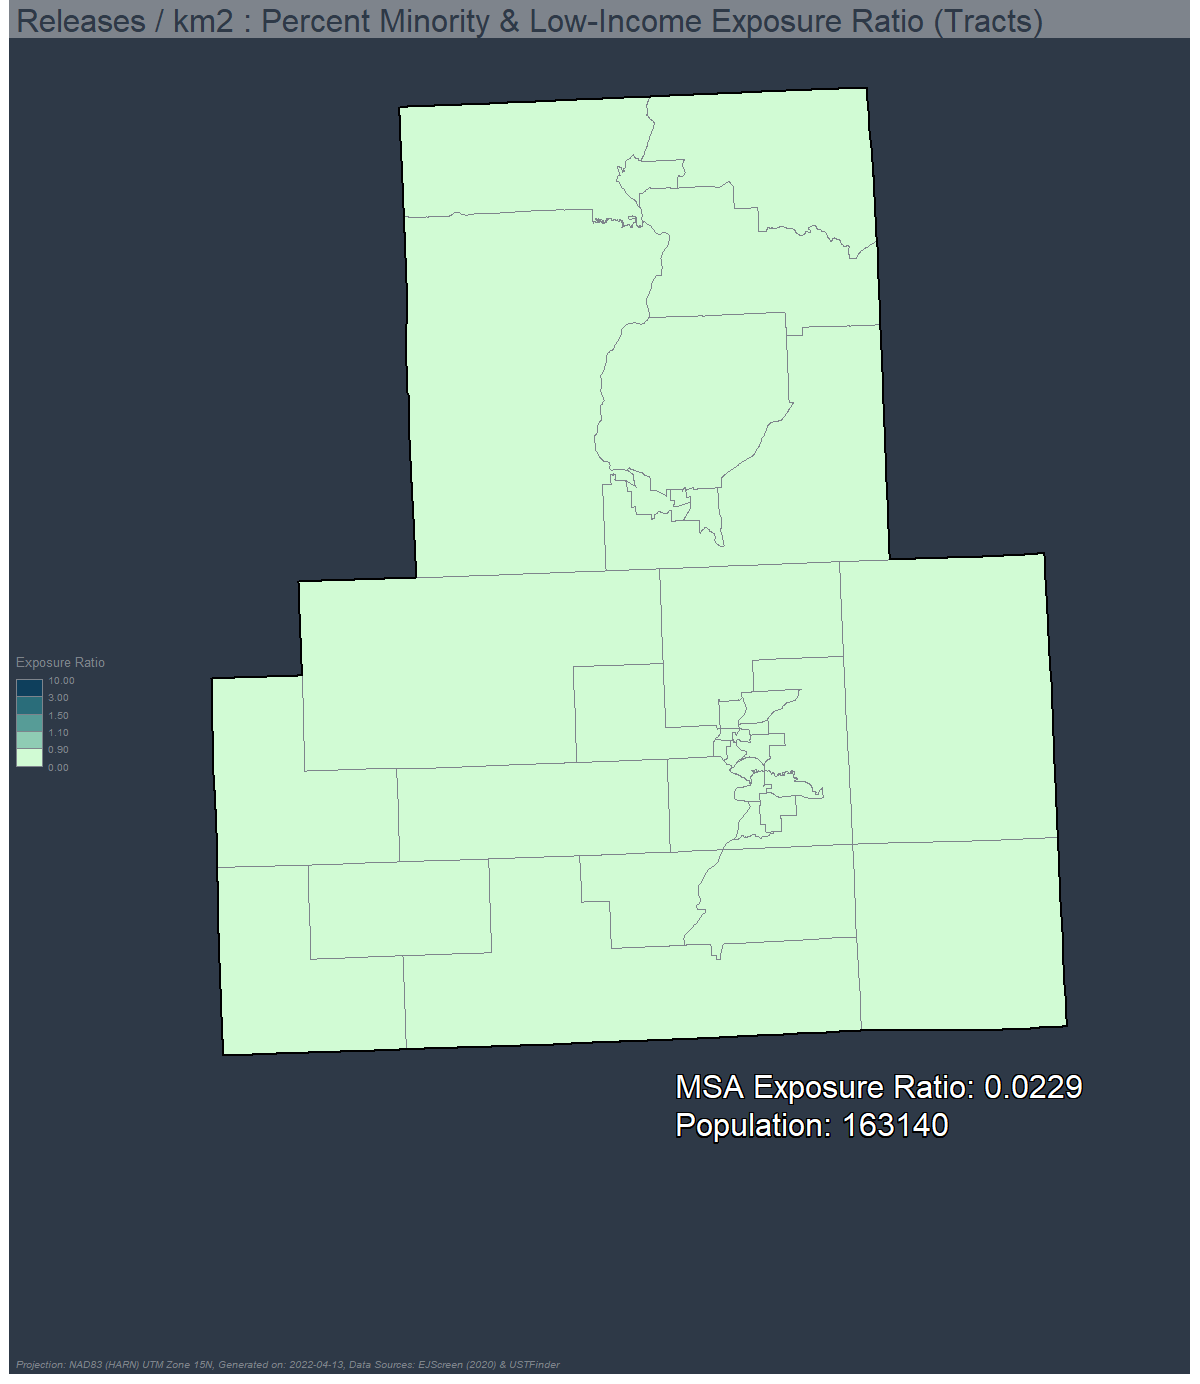 Releases / km2 : Percent Minority & Low-Income Exposure Ratio (Tracts)
Exposure Ratio
10.00
3.00
1.50
1.10
0.90
0.00
MSA Exposure Ratio: 0.0229
Population: 163140
Projection: NAD83 (HARN) UTM Zone 15N, Generated on: 2022-04-13, Data Sources: EJScreen (2020) & USTFinder